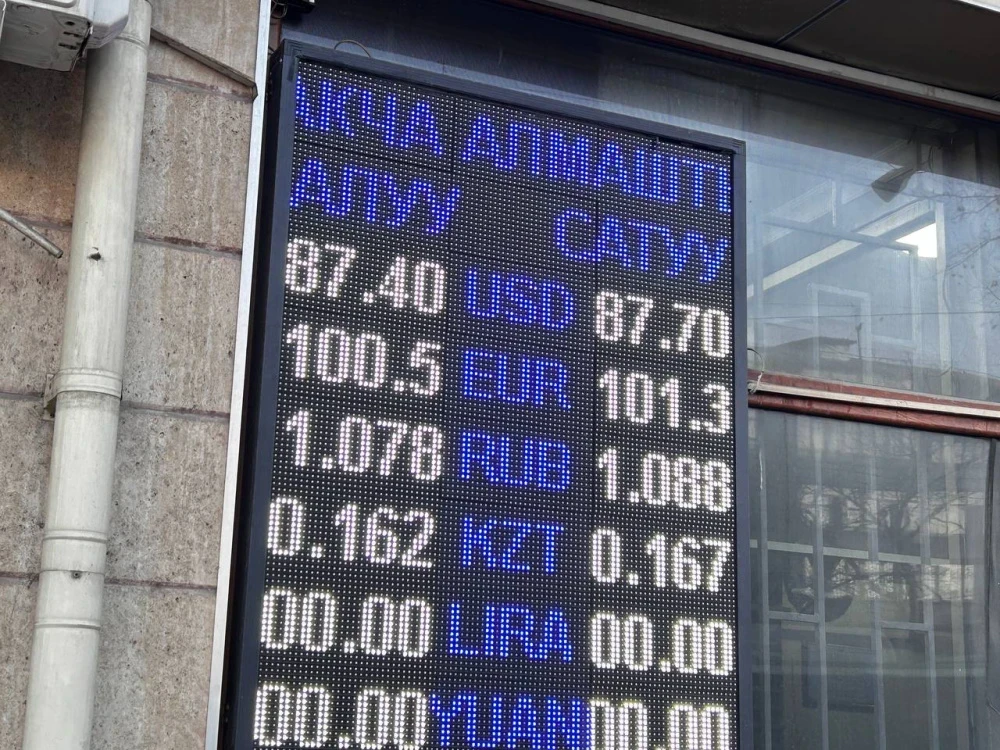 АКЧА АЛМАШТ
АЛУУ САТУУ
87.40 USD 87.70
100.5 EUR 101.3
1.078 RUB 1.088
0.162 KZT 0.167
00.00 LIRA 00.00
00.00 YUAN 00.00